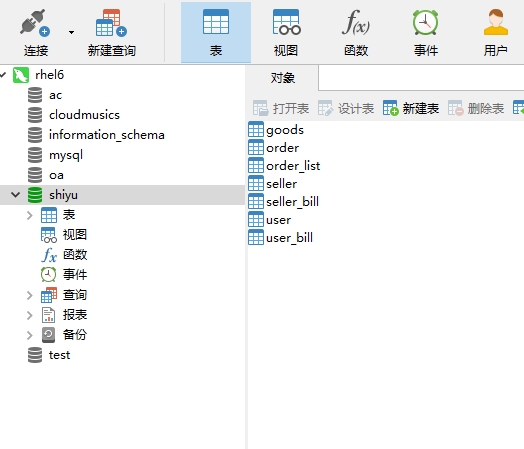 连接 新建查询 表 视图 函数 事件 用户
rhel6
ac
cloudmusics
information_schema
mysql
oa
shiyu
表
视图
函数
事件
查询
报表
备份
test
对象
打开表 设计表 新建表 删除表
goods
order
order_list
seller
seller_bill
user
user_bill